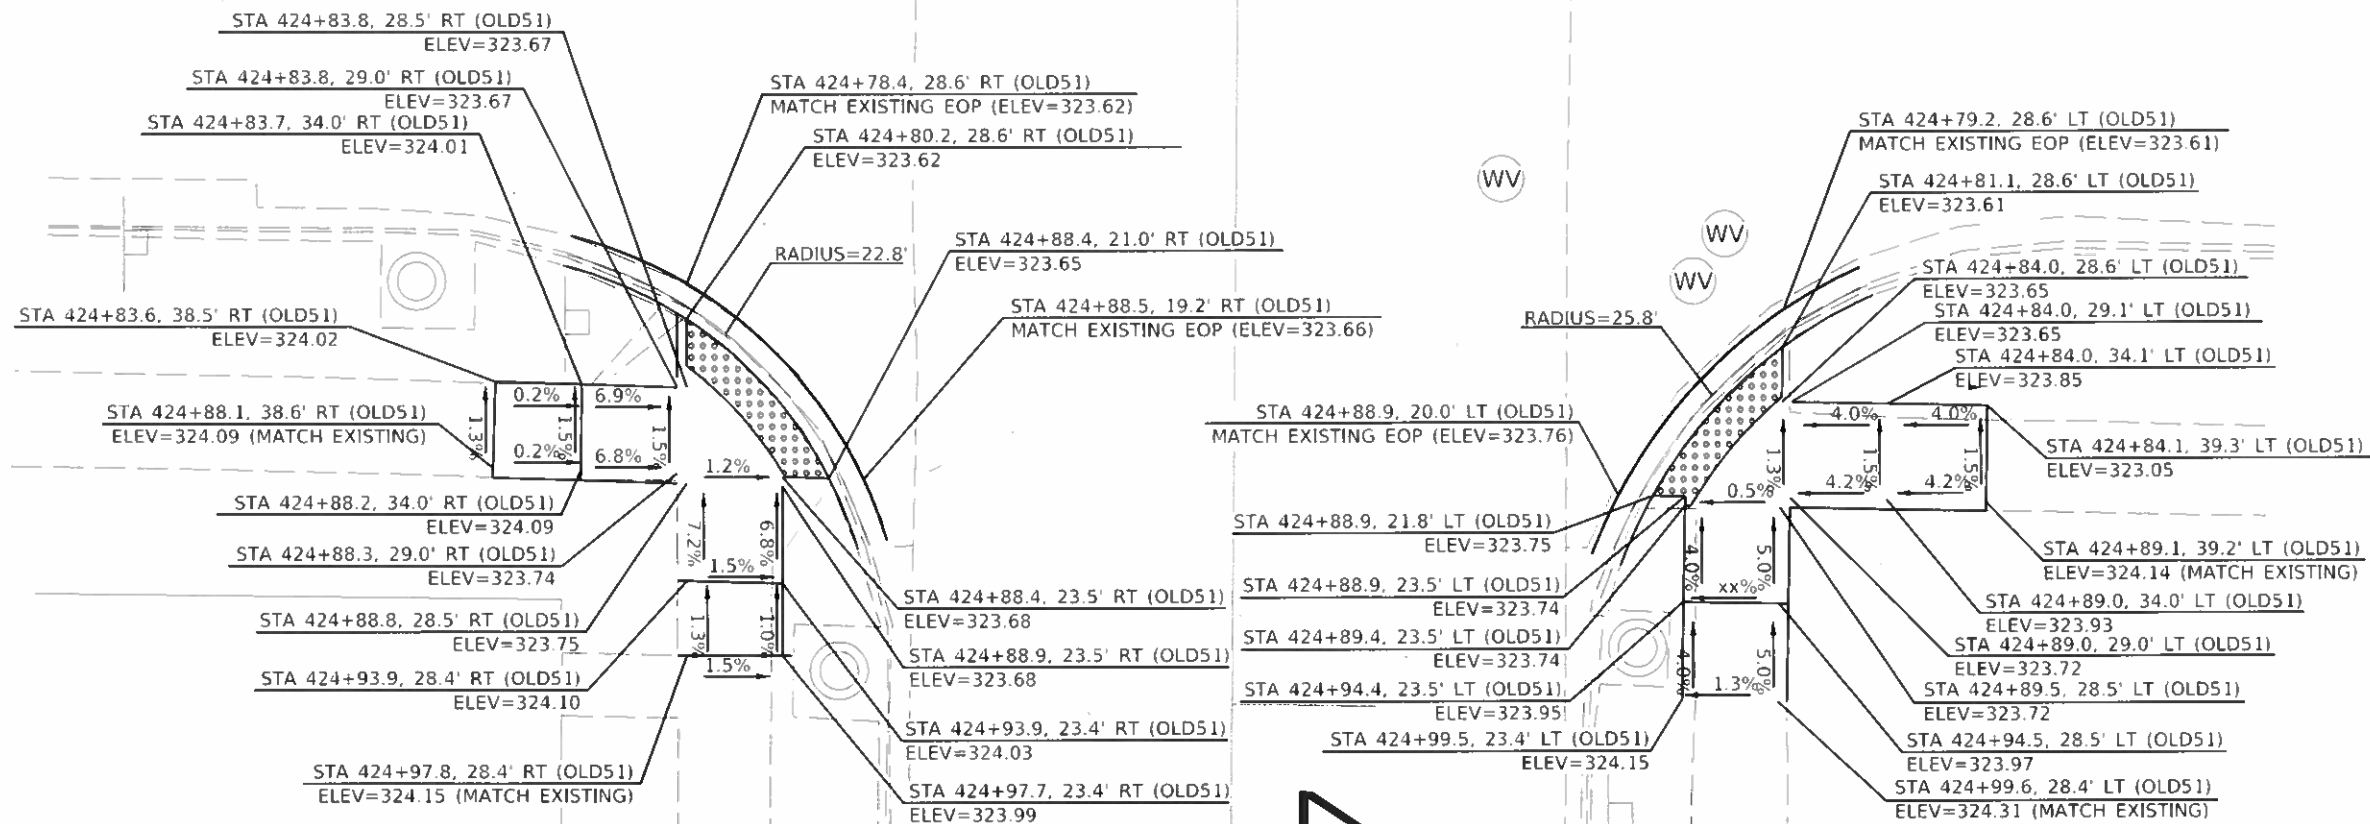 STA 424+83.8, 28.5' RT (OLD51)
ELEV=323.67
STA 424+83.8, 29.0' RT (OLD51)
ELEV=323.67
STA 424+83.7, 34.0' RT (OLD51)
ELEV=324.01
STA 424+78.4, 28.6' RT (OLD51)
MATCH EXISTING EOP (ELEV=323.62)
STA 424+80.2, 28.6' RT (OLD51)
ELEV=323.62
RADIUS=22.8'
STA 424+88.4, 21.0' RT (OLD51)
ELEV=323.65
STA 424+88.5, 19.2' RT (OLD51)
MATCH EXISTING EOP (ELEV=323.66)
STA 424+83.6, 38.5' RT (OLD51)
ELEV=324.02
STA 424+88.1, 38.6' RT (OLD51)
ELEV=324.09 (MATCH EXISTING)
STA 424+88.2, 34.0' RT (OLD51)
ELEV=324.09
STA 424+88.3, 29.0' RT (OLD51)
ELEV=323.74
STA 424+88.8, 28.5' RT (OLD51)
ELEV=323.75
STA 424+93.9, 28.4' RT (OLD51)
ELEV=324.10
STA 424+97.8, 28.4' RT (OLD51)
ELEV=324.15 (MATCH EXISTING)
1.3%
0.2%
0.2%
1.5%
6.9%
6.8%
1.5%
1.2%
7.2%
6.8%
1.5%
1.3%
1.0%
1.5%
STA 424+88.4, 23.5' RT (OLD51)
ELEV=323.68
STA 424+88.9, 23.5' RT (OLD51)
ELEV=323.68
STA 424+93.9, 23.4' RT (OLD51)
ELEV=324.03
STA 424+97.7, 23.4' RT (OLD51)
ELEV=323.99
WV
WV
WV
STA 424+79.2, 28.6' LT (OLD51)
MATCH EXISTING EOP (ELEV=323.61)
STA 424+81.1, 28.6' LT (OLD51)
ELEV=323.61
STA 424+84.0, 28.6' LT (OLD51)
ELEV=323.65
STA 424+84.0, 29.1' LT (OLD51)
ELEV=323.65
STA 424+84.0, 34.1' LT (OLD51)
ELEV=323.85
RADIUS=25.8'
STA 424+88.9, 20.0' LT (OLD51)
MATCH EXISTING EOP (ELEV=323.76)
STA 424+88.9, 21.8' LT (OLD51)
ELEV=323.75
STA 424+88.9, 23.5' LT (OLD51)
ELEV=323.74
STA 424+89.4, 23.5' LT (OLD51)
ELEV=323.74
STA 424+94.4, 23.5' LT (OLD51)
ELEV=323.95
STA 424+99.5, 23.4' LT (OLD51)
ELEV=324.15
4.0%
4.0%
1.3%
1.5%
1.5%
4.2%
4.2%
0.5%
4.0%
5.0%
xx%
4.0%
5.0%
1.3%
STA 424+84.1, 39.3' LT (OLD51)
ELEV=323.05
STA 424+89.1, 39.2' LT (OLD51)
ELEV=324.14 (MATCH EXISTING)
STA 424+89.0, 34.0' LT (OLD51)
ELEV=323.93
STA 424+89.0, 29.0' LT (OLD51)
ELEV=323.72
STA 424+89.5, 28.5' LT (OLD51)
ELEV=323.72
STA 424+94.5, 28.5' LT (OLD51)
ELEV=323.97
STA 424+99.6, 28.4' LT (OLD51)
ELEV=324.31 (MATCH EXISTING)